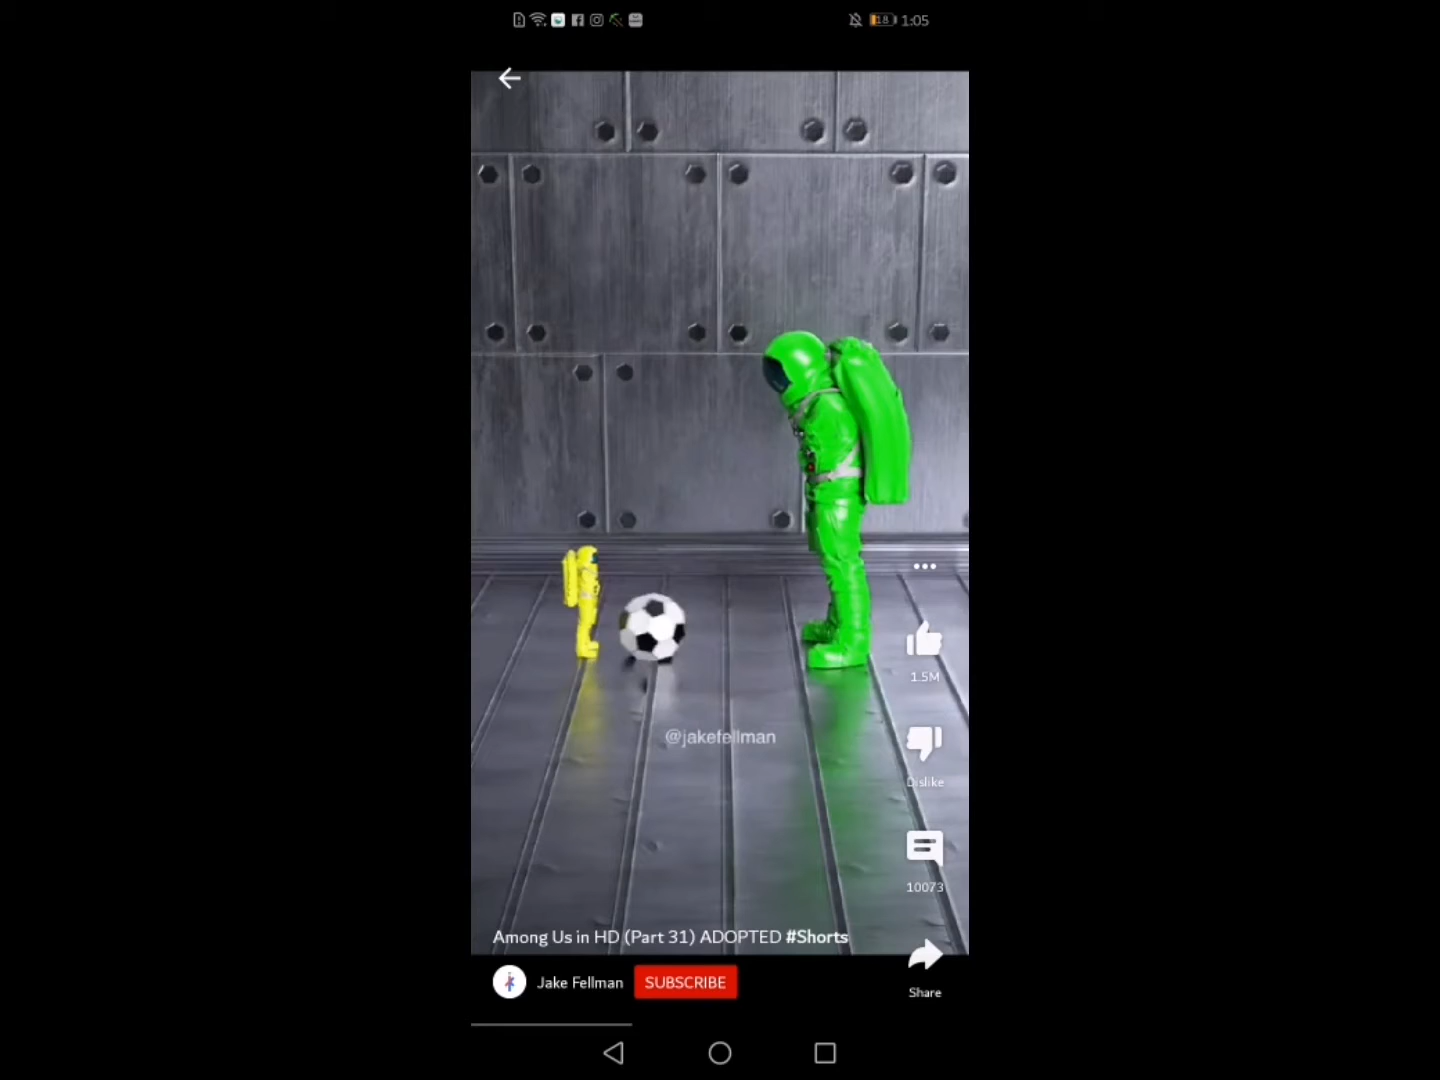 18 1:05
@jakefellman
1.5M
Dislike
10073
Among Us in HD (Part 31) ADOPTED #Shorts
Jake Fellman SUBSCRIBE
Share